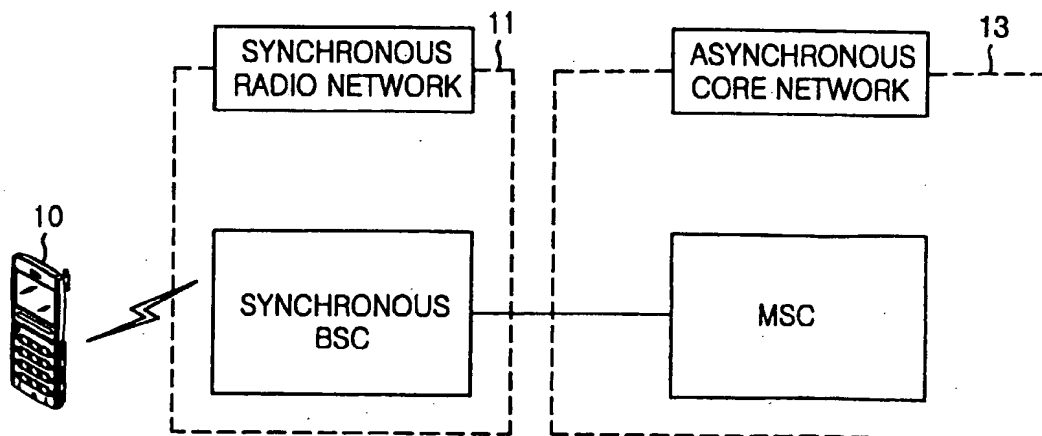 SYNCHRONOUS
RADIO NETWORK
11
ASYNCHRONOUS
CORE NETWORK
13
10
SYNCHRONOUS
BSC
MSC